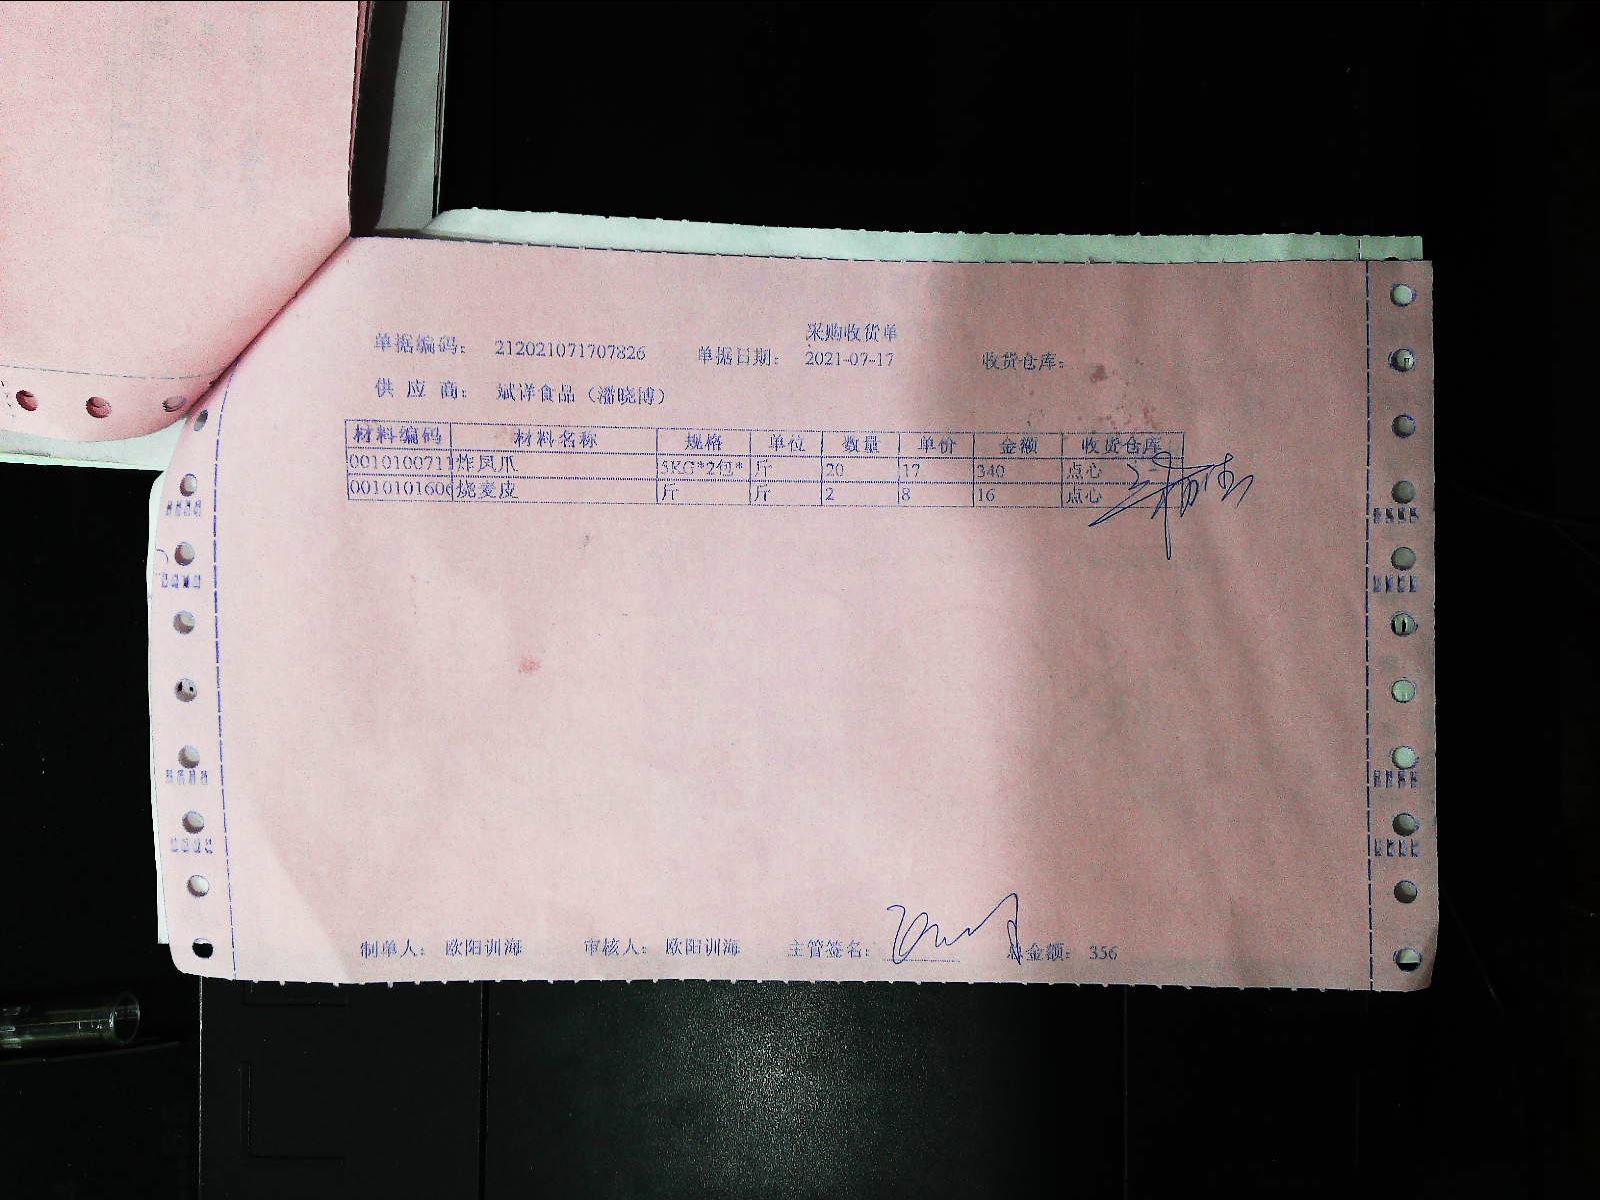 采购收货单
单据编码： 212021071707826 单据日期： 2021-07-17 收货仓库：
供 应 商： 斌详食品（潘晓博）
材料编码 材料名称 规格 单位 数量 单价 金额 收货仓库
0010100711 炸凤爪 5KG*2包* 斤 20 17 340 点心
001010160 烧麦皮 斤 斤 2 8 16 点心
制单人： 欧阳训海 审核人： 欧阳训海 主管签名： 总金额： 356